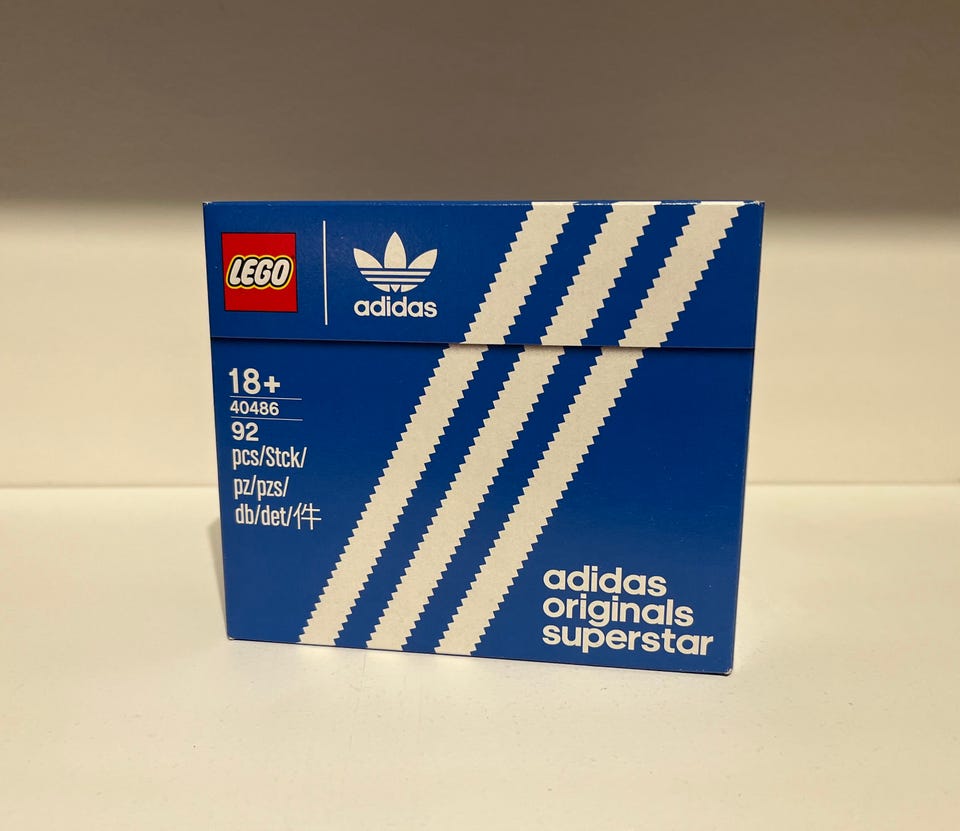 LEGO
adidas
18+
40486
92
pcs/Stck/
pz/pzs/
db/det/件
adidas
originals
superstar